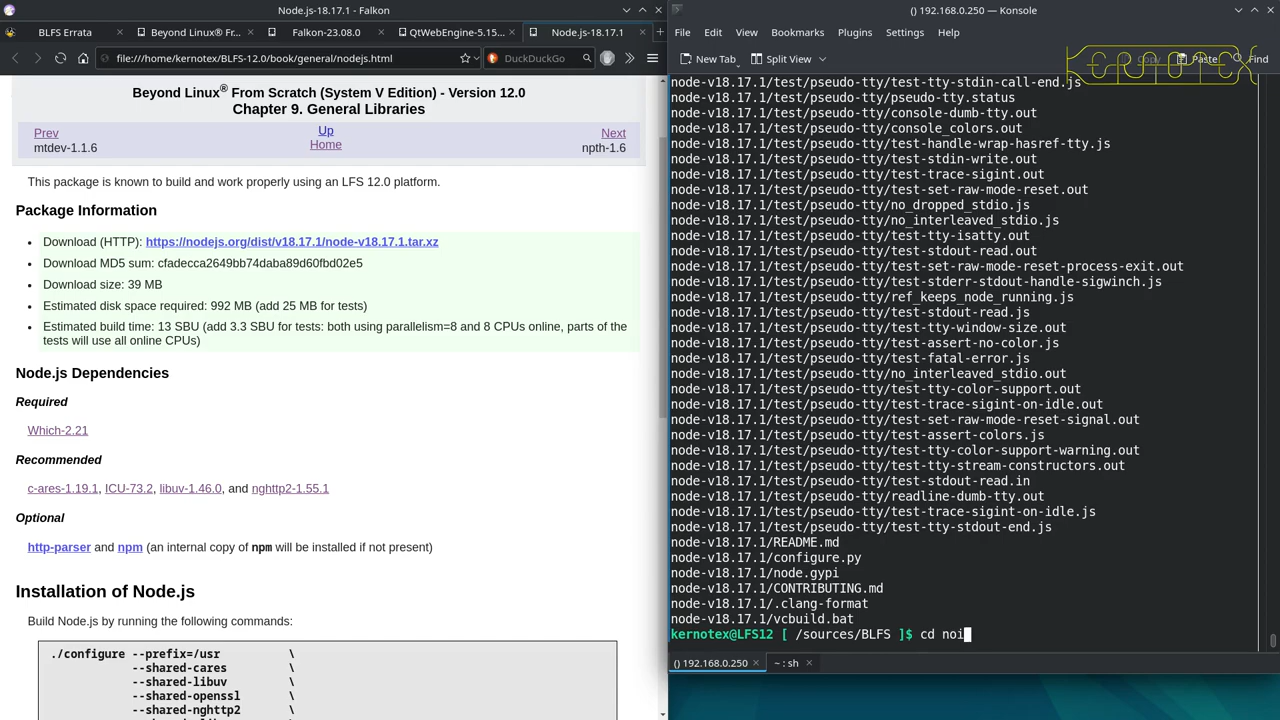 Node.js-18.17.1 - Falkon
BLFS Errata
Beyond Linux® Fr...
Falkon-23.08.0
QtWebEngine-5.15...
Node.js-18.17.1
file:///home/kernotex/BLFS-12.0/book/general/nodejs.html
DuckDuckGo
Beyond Linux® From Scratch (System V Edition) - Version 12.0
Chapter 9. General Libraries
Prev
Up
Next
mtdev-1.1.6
Home
npth-1.6
This package is known to build and work properly using an LFS 12.0 platform.
Package Information
• Download (HTTP): https://nodejs.org/dist/v18.17.1/node-v18.17.1.tar.xz
• Download MD5 sum: cfadecca2649bb74daba89d60fbd02e5
• Download size: 39 MB
• Estimated disk space required: 992 MB (add 25 MB for tests)
• Estimated build time: 13 SBU (add 3.3 SBU for tests: both using parallelism=8 and 8 CPUs online, parts of the
tests will use all online CPUs)
Node.js Dependencies
Required
Which-2.21
Recommended
c-ares-1.19.1, ICU-73.2, libuv-1.46.0, and nghttp2-1.55.1
Optional
http-parser and npm (an internal copy of npm will be installed if not present)
Installation of Node.js
Build Node.js by running the following commands:
./configure --prefix=/usr \
--shared-cares \
--shared-libuv \
--shared-openssl \
--shared-nghttp2 \
() 192.168.0.250 — Konsole
File Edit View Bookmarks Plugins Settings Help
New Tab
Split View
Copy
Paste
Find
KERNOTEX
node-v18.17.1/test/pseudo-tty/test-tty-stdin-call-end.js
node-v18.17.1/test/pseudo-tty/pseudo-tty.status
node-v18.17.1/test/pseudo-tty/console-dumb-tty.out
node-v18.17.1/test/pseudo-tty/console_colors.out
node-v18.17.1/test/pseudo-tty/test-handle-wrap-hasref-tty.js
node-v18.17.1/test/pseudo-tty/test-stdin-write.out
node-v18.17.1/test/pseudo-tty/test-trace-sigint.out
node-v18.17.1/test/pseudo-tty/test-set-raw-mode-reset.out
node-v18.17.1/test/pseudo-tty/no_dropped_stdio.js
node-v18.17.1/test/pseudo-tty/no_interleaved_stdio.js
node-v18.17.1/test/pseudo-tty/test-tty-isatty.out
node-v18.17.1/test/pseudo-tty/test-stdout-read.out
node-v18.17.1/test/pseudo-tty/test-set-raw-mode-reset-process-exit.out
node-v18.17.1/test/pseudo-tty/test-stderr-stdout-handle-sigwinch.js
node-v18.17.1/test/pseudo-tty/ref_keeps_node_running.js
node-v18.17.1/test/pseudo-tty/test-stdout-read.js
node-v18.17.1/test/pseudo-tty/test-tty-window-size.out
node-v18.17.1/test/pseudo-tty/test-assert-no-color.js
node-v18.17.1/test/pseudo-tty/test-fatal-error.js
node-v18.17.1/test/pseudo-tty/no_interleaved_stdio.out
node-v18.17.1/test/pseudo-tty/test-tty-color-support.out
node-v18.17.1/test/pseudo-tty/test-trace-sigint-on-idle.out
node-v18.17.1/test/pseudo-tty/test-set-raw-mode-reset-signal.out
node-v18.17.1/test/pseudo-tty/test-assert-colors.js
node-v18.17.1/test/pseudo-tty/test-tty-color-support-warning.out
node-v18.17.1/test/pseudo-tty/test-tty-stream-constructors.out
node-v18.17.1/test/pseudo-tty/test-stdout-read.in
node-v18.17.1/test/pseudo-tty/readline-dumb-tty.out
node-v18.17.1/test/pseudo-tty/test-trace-sigint-on-idle.js
node-v18.17.1/test/pseudo-tty/test-tty-stdout-end.js
node-v18.17.1/README.md
node-v18.17.1/configure.py
node-v18.17.1/node.gypi
node-v18.17.1/CONTRIBUTING.md
node-v18.17.1/.clang-format
node-v18.17.1/vcbuild.bat
kernotex@LFS12 [ /sources/BLFS ]$ cd noi
() 192.168.0.250
~ : sh